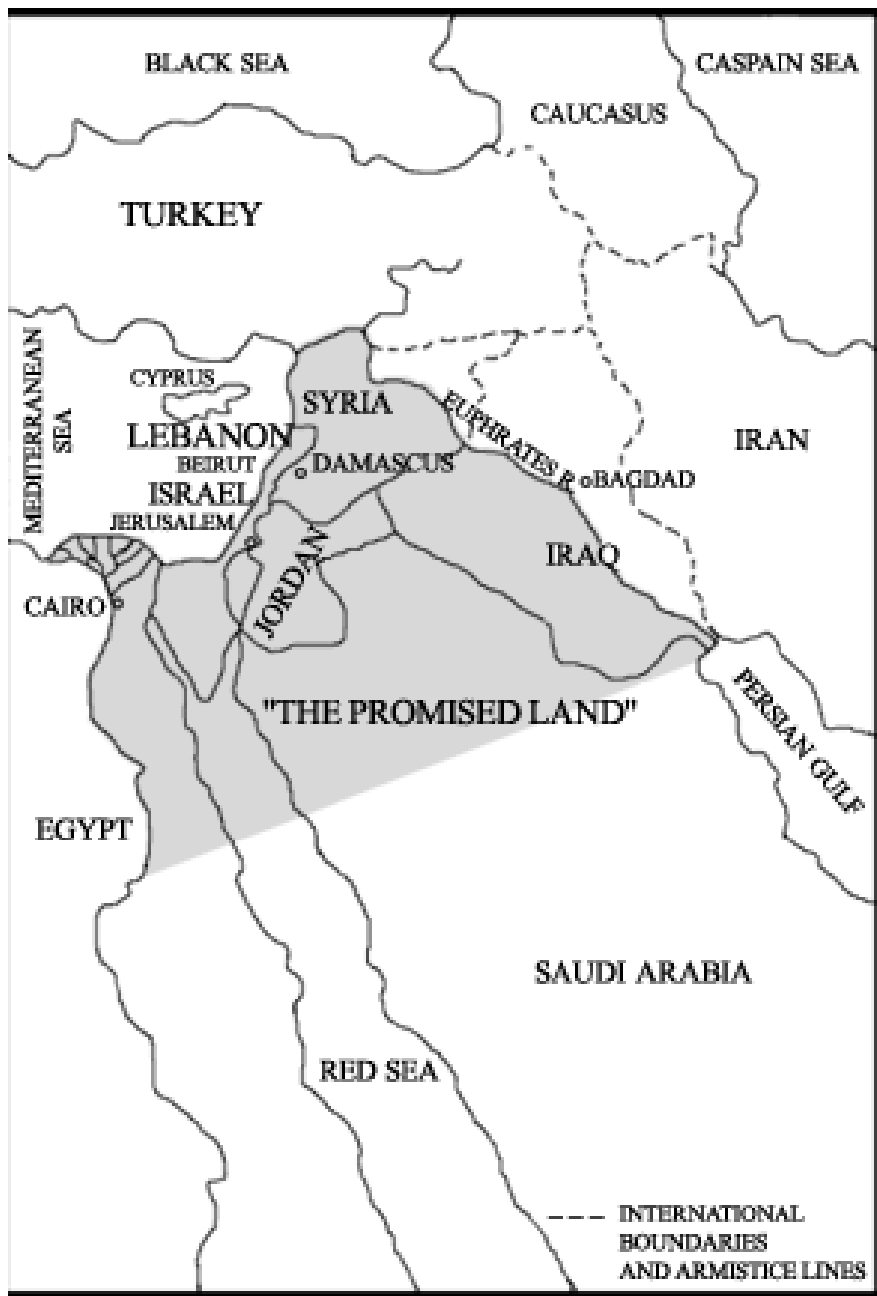 BLACK SEA
CASPAIN SEA
CAUCASUS
TURKEY
MEDITERRANEAN
SEA
CYPRUS
SYRIA
LEBANON
EUPHRATES R
IRAN
BEIRUT
DAMASCUS
BAGDAD
ISRAEL
JERUSALEM
IRAQ
JORDAN
CAIRO
"THE PROMISED LAND"
PERSIAN GULF
EGYPT
SAUDI ARABIA
RED SEA
INTERNATIONAL
BOUNDARIES
AND ARMISTICE LINES